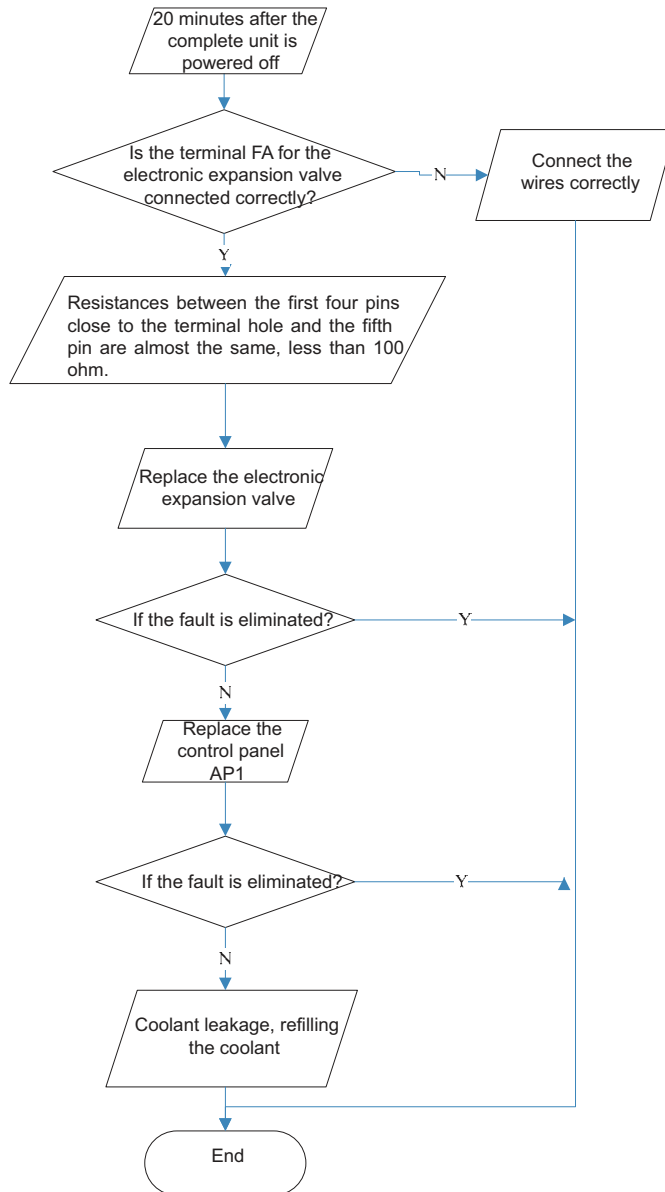 20 minutes after the
complete unit is
powered off
Is the terminal FA for the
electronic expansion valve
connected correctly?
N
Connect the
wires correctly
Y
Resistances between the first four pins
close to the terminal hole and the fifth
pin are almost the same, less than 100
ohm.
Replace the electronic
expansion valve
If the fault is eliminated?
Y
N
Replace the
control panel
AP1
If the fault is eliminated?
Y
N
Coolant leakage, refilling
the coolant
End